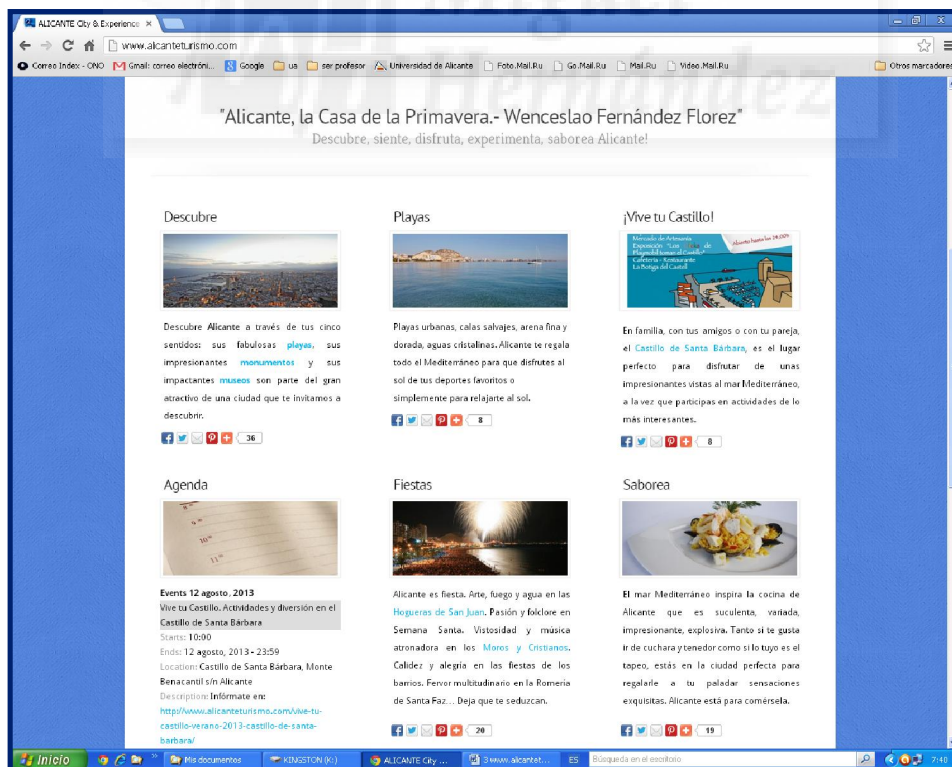 ALICANTE City & Experience
www.alicanteturismo.com
Correo Index - ONO
Gmail: correo electróni...
Google
ua
ser profesor
Universidad de Alicante
Foto.Mail.Ru
Go.Mail.Ru
Mail.Ru
Video.Mail.Ru
Otros marcadores
Hernández
"Alicante, la Casa de la Primavera.- Wenceslao Fernández Florez"
Descubre, siente, disfruta, experimenta, saborea Alicante!
Descubre
Descubre Alicante a través de tus cinco
sentidos: sus fabulosas playas, sus
impresionantes monumentos y sus
impactantes museos son parte del gran
atractivo de una ciudad que te invitamos a
descubrir.
36
Playas
Playas urbanas, calas salvajes, arena fina y
dorada, aguas cristalinas. Alicante te regala
todo el Mediterráneo para que disfrutes al
sol de tus deportes favoritos o
simplemente para relajarte al sol.
8
¡Vive tu Castillo!
Mercado de Artesanía
Cafetería - Restaurante
La Botiga del Castell
En familia, con tus amigos o con tu pareja,
el Castillo de Santa Bárbara, es el lugar
perfecto para disfrutar de unas
impresionantes vistas al mar Mediterráneo,
a la vez que participas en actividades de lo
más interesantes.
8
Agenda
Events 12 agosto, 2013
Vive tu Castillo. Actividades y diversión en el
Castillo de Santa Bárbara
Starts: 10:00
Ends: 12 agosto, 2013 - 23:59
Location: Castillo de Santa Bárbara, Monte
Benacantil s/n Alicante
Description: Infórmate en:
http://www.alicanteturismo.com/vive-tu-
castillo-verano-2013-castillo-de-santa-
barbara/
Fiestas
Alicante es fiesta. Arte, fuego y agua en las
Hogueras de San Juan. Pasión y folclore en
Semana Santa. Vistosidad y música
atronadora en los Moros y Cristianos.
Calidez y alegría en las fiestas de los
barrios. Fervor multitudinario en la Romería
de Santa Faz... Deja que te seduzcan.
20
Saborea
El mar Mediterráneo inspira la cocina de
Alicante que es suculenta, variada,
impresionante, explosiva. Tanto si te gusta
ir de cuchara y tenedor como si lo tuyo es el
tapeo, estás en la ciudad perfecta para
regalarle a tu paladar sensaciones
exquisitas. Alicante está para comérsela.
19
Inicio
Mis documentos
KINGSTON (K:)
ALICANTE City ...
3 www. alicantet...
ES
Búsqueda en el escritorio
7:48